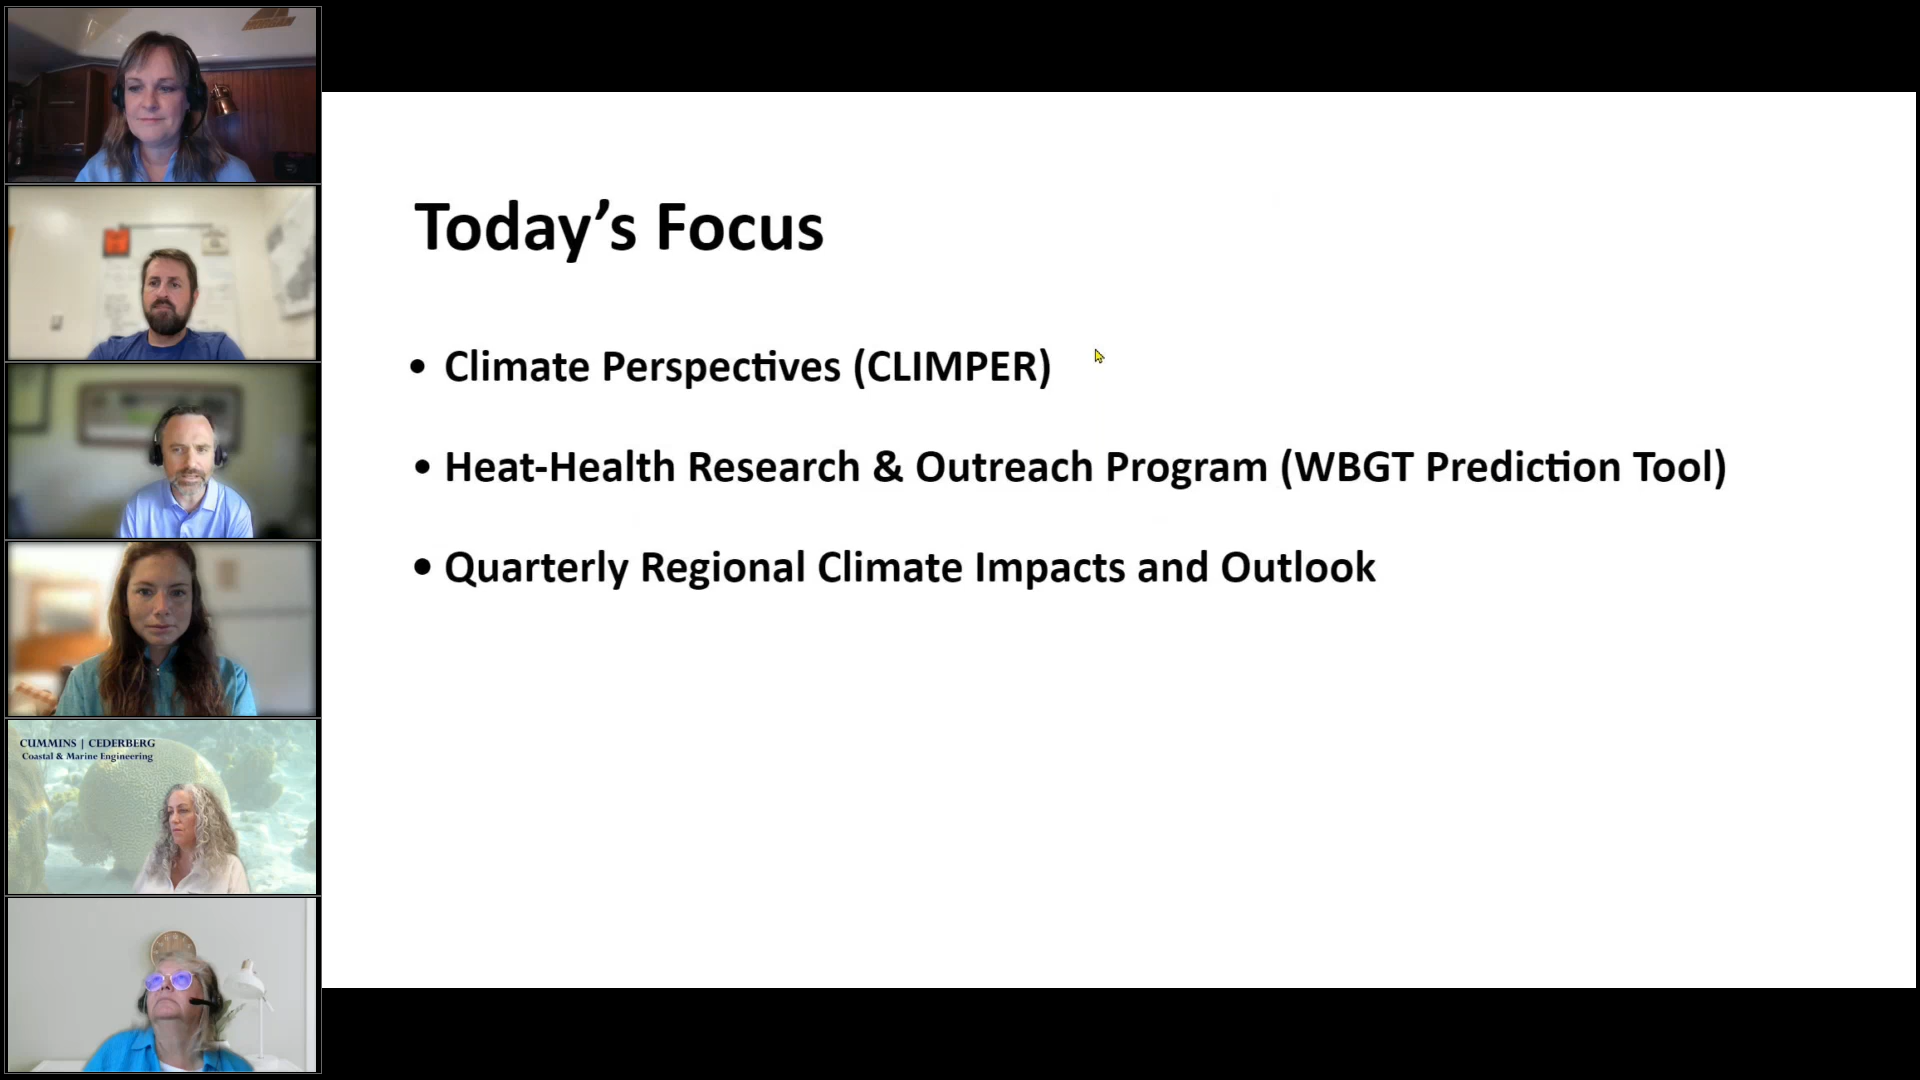 CUMMINS | CEDERBERG
Coastal & Marine Engineering
Today’s Focus
• Climate Perspectives (CLIMPER)
• Heat-Health Research & Outreach Program (WBGT Prediction Tool)
• Quarterly Regional Climate Impacts and Outlook